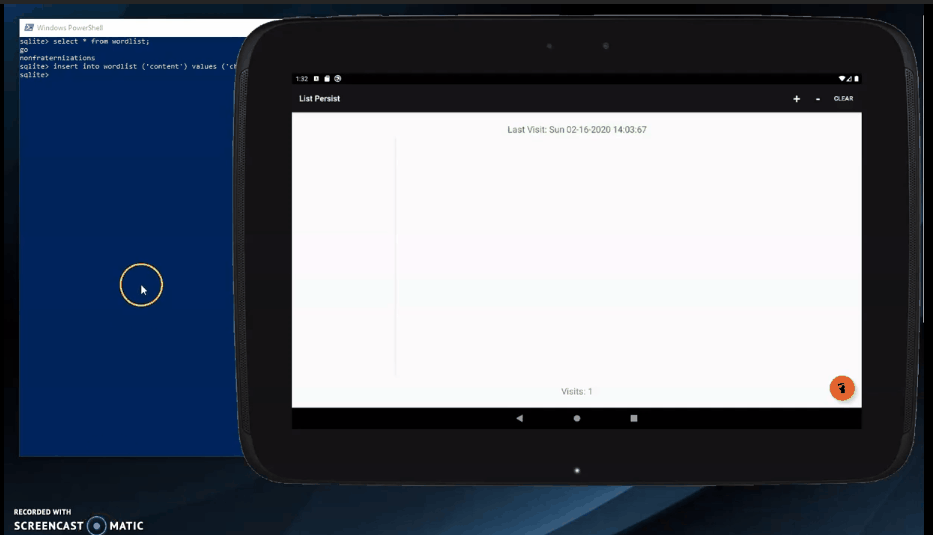 Windows PowerShell
sqlite> select * from wordlist;
go
nonfraternizations
sqlite> insert into wordlist ('content') values ('ch
sqlite>
1:32
List Persist
+ - CLEAR
Last Visit: Sun 02-16-2020 14:03:67
Visits: 1
RECORDED WITH
SCREENCAST MATIC